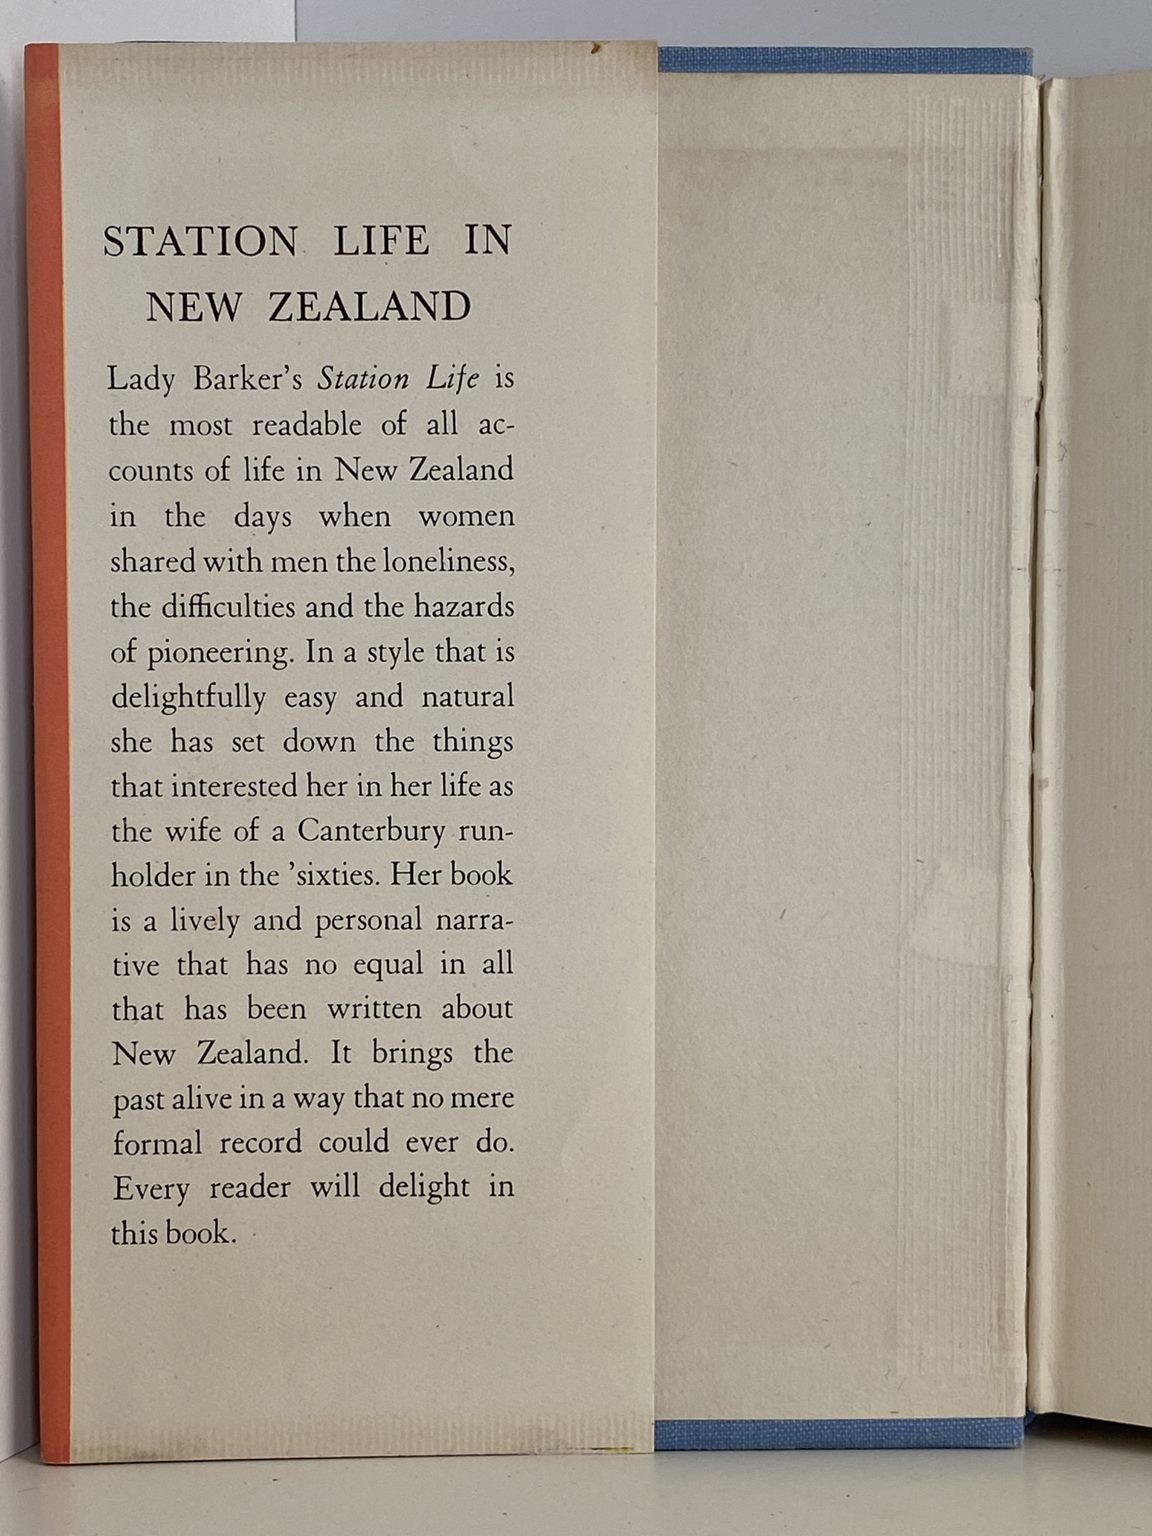 STATION LIFE IN
NEW ZEALAND
Lady Barker's Station Life is
the most readable of all ac-
counts of life in New Zealand
in the days when women
shared with men the loneliness,
the difficulties and the hazards
of pioneering. In a style that is
delightfully easy and natural
she has set down the things
that interested her in her life as
the wife of a Canterbury run-
holder in the ’sixties. Her book
is a lively and personal narra-
tive that has no equal in all
that has been written about
New Zealand. It brings the
past alive in a way that no mere
formal record could ever do.
Every reader will delight in
this book.